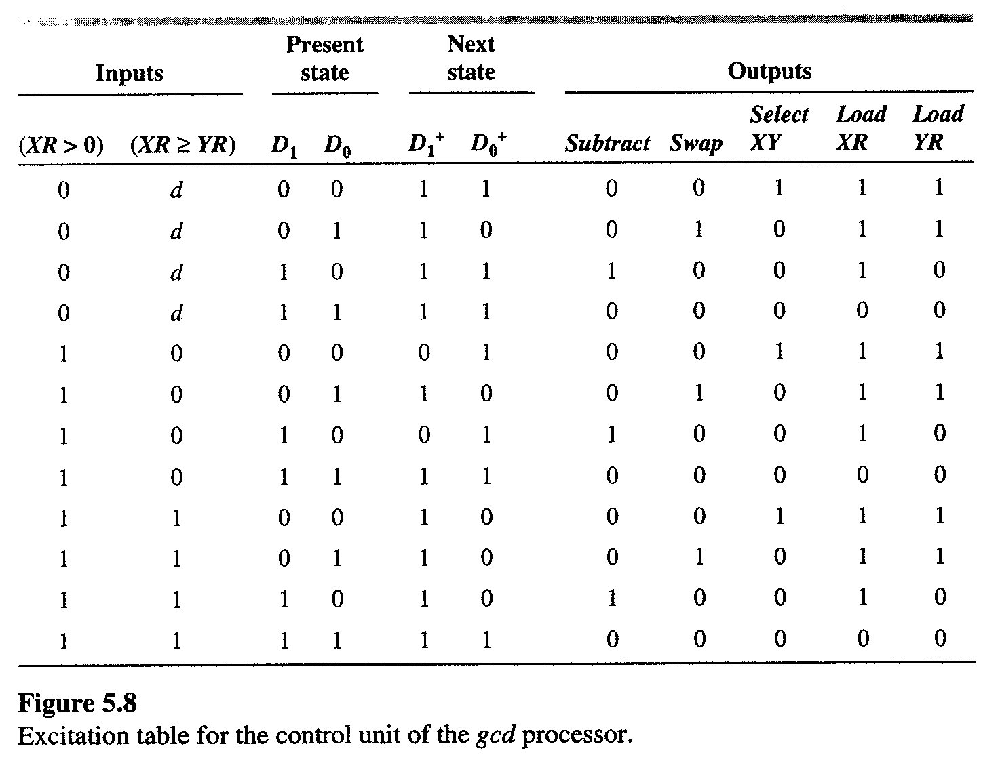 Inputs Present state Next state Outputs
(XR > 0) (XR ≥ YR) D₁ D₀ D₁⁺ D₀⁺ Subtract Swap Select XY Load XR Load YR
0 d 0 0 1 1 0 0 1 1 1
0 d 0 1 1 0 0 1 0 1 1
0 d 1 0 1 1 1 0 0 1 0
0 d 1 1 1 1 0 0 0 0 0
1 0 0 0 0 1 0 0 1 1 1
1 0 0 1 1 0 0 1 0 1 1
1 0 1 0 0 1 1 0 0 1 0
1 0 1 1 1 1 0 0 0 0 0
1 1 0 0 1 0 0 0 1 1 1
1 1 0 1 1 0 0 1 0 1 1
1 1 1 0 1 0 1 0 0 1 0
1 1 1 1 1 1 0 0 0 0 0
Figure 5.8
Excitation table for the control unit of the gcd processor.